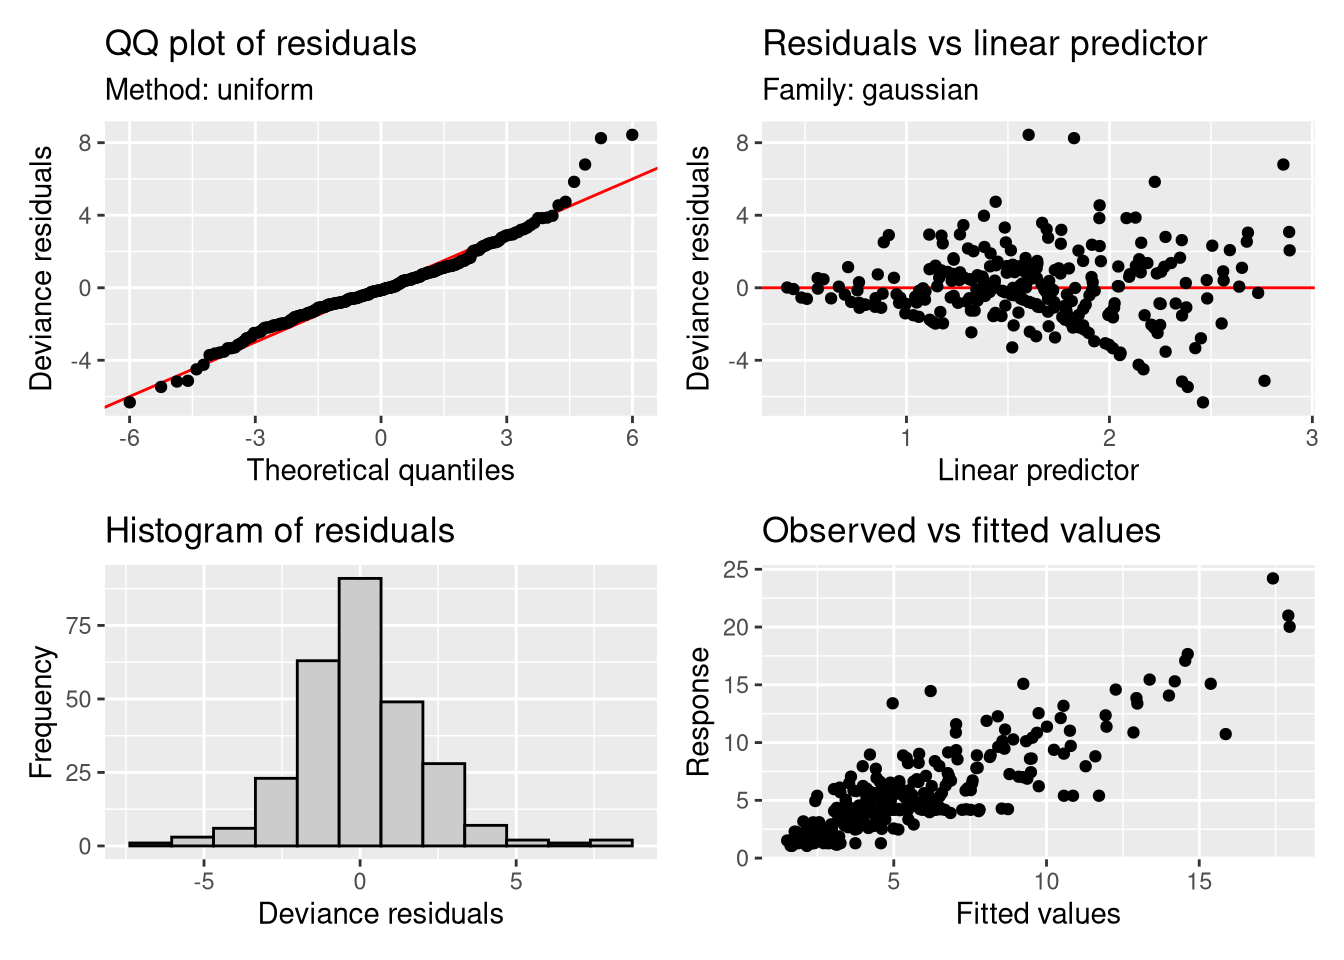 QQ plot of residuals
Method: uniform
Deviance residuals
8
4
0
-4
-6
-3
0
3
6
Theoretical quantiles
Residuals vs linear predictor
Family: gaussian
Deviance residuals
8
4
0
-4
1
2
3
Linear predictor
Histogram of residuals
Frequency
75
50
25
0
-5
0
5
Deviance residuals
Observed vs fitted values
Response
25
20
15
10
5
0
5
10
15
Fitted values